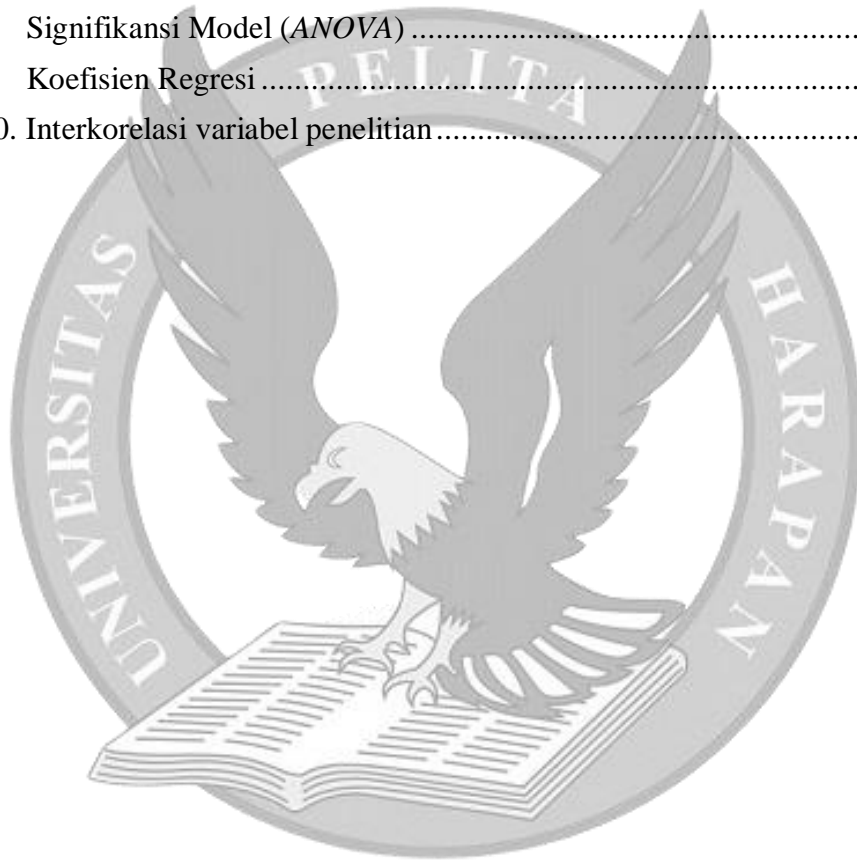 Signifikansi Model (ANOVA) ........................................................
Koefisien Regresi ..........................................................................
0. Interkorelasi variabel penelitian ....................................................
UNIVERSITAS PELITA HARAPAN